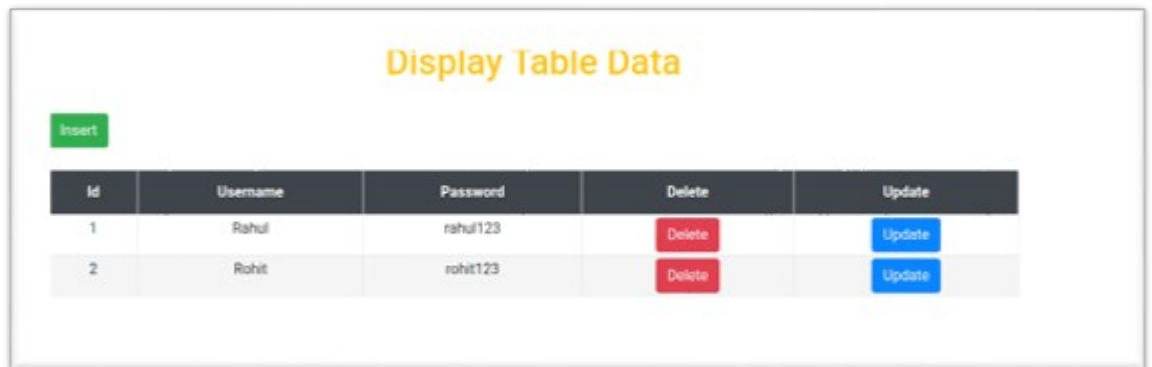 Display Table Data
Insert
Id Username Password Delete Update
1 Rahul rahul123 Delete Update
2 Rohit rohit123 Delete Update